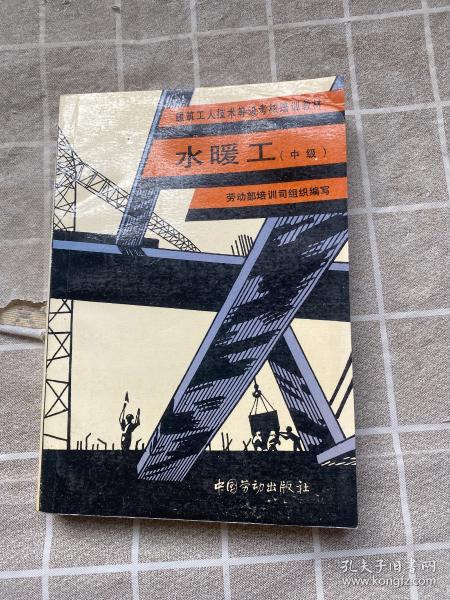 建筑工人技术等级考核培训教材
水暖工(中级)
劳动部培训司组织编写
中国劳动出版社
孔夫子旧书网
www.kongfz.com